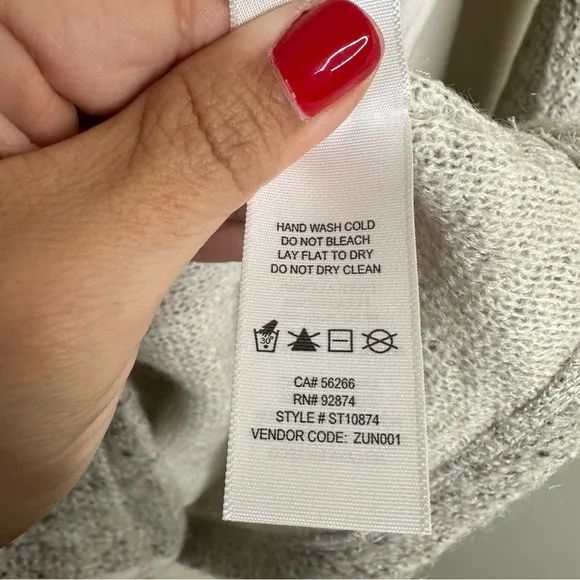 HAND WASH COLD
DO NOT BLEACH
LAY FLAT TO DRY
DO NOT DRY CLEAN
30°
CA# 56266
RN# 92874
STYLE # ST10874
VENDOR CODE: ZUN001